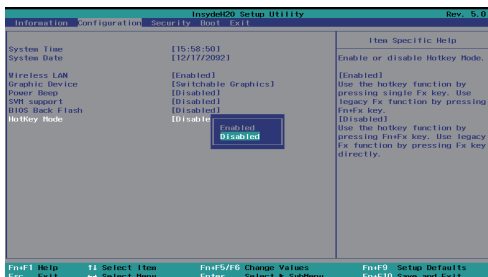 InsydeH20 Setup Utility Rev. 5.0
Information Configuration Security Boot Exit
Item Specific Help
System Time [15:58:50]
System Date [12/17/2092]
Enable or disable Hotkey Mode.
Wireless LAN [Enabled]
Graphic Device [Switchable Graphics]
Power Beep [Disabled]
SVM support [Disabled]
BIOS Back Flash [Disabled]
HotKey Mode [Disable
Enabled
Disabled
[Enabled]
Use the hotkey function by
pressing single Fx key. Use
legacy Fx function by pressing
Fn+Fx key.
[Disabled]
Use the hotkey function by
pressing Fn+Fx key. Use legacy
Fx function by pressing Fx key
directly.
Fn+F1 Help ↑↓ Select Item Fn+F5/F6 Change Values Fn+F9 Setup Defaults
Esc Exit ↔ Select Menu Enter Select ▶ SubMenu Fn+F10 Save and Exit